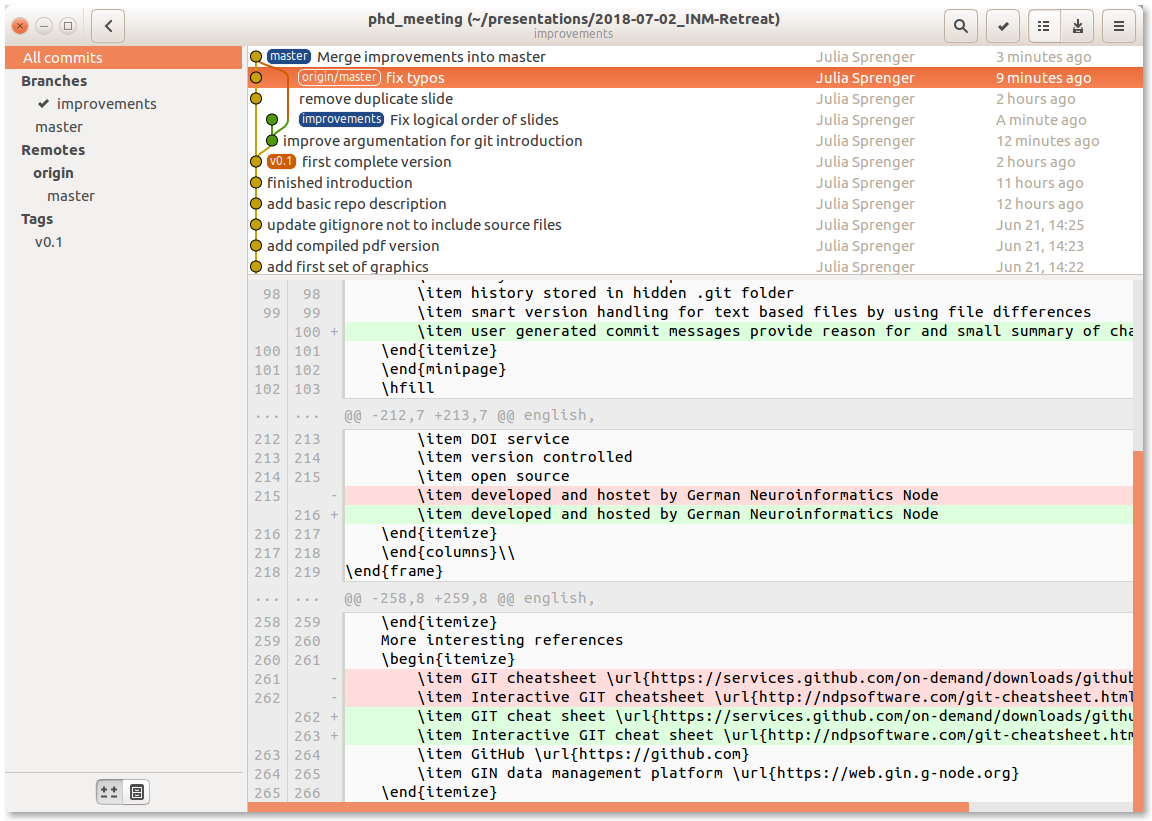 phd_meeting (~/presentations/2018-07-02_INM-Retreat)
improvements
All commits
Branches
✔ improvements
master
Remotes
origin
master
Tags
v0.1
master Merge improvements into master Julia Sprenger 3 minutes ago
origin/master fix typos Julia Sprenger 9 minutes ago
remove duplicate slide Julia Sprenger 2 hours ago
improvements Fix logical order of slides Julia Sprenger A minute ago
improve argumentation for git introduction Julia Sprenger 12 minutes ago
v0.1 first complete version Julia Sprenger 2 hours ago
finished introduction Julia Sprenger 11 hours ago
add basic repo description Julia Sprenger 12 hours ago
update gitignore not to include source files Julia Sprenger Jun 21, 14:25
add compiled pdf version Julia Sprenger Jun 21, 14:23
add first set of graphics Julia Sprenger Jun 21, 14:22
98 98 \item history stored in hidden .git folder
99 99 \item smart version handling for text based files by using file differences
100 + \item user generated commit messages provide reason for and small summary of cha
100 101 \end{itemize}
101 102 \end{minipage}
102 103 \hfill
... ... @@ -212,7 +213,7 @@ english,
212 213 \item DOI service
213 214 \item version controlled
214 215 \item open source
215 - \item developed and hostet by German Neuroinformatics Node
216 + \item developed and hosted by German Neuroinformatics Node
216 217 \end{itemize}
217 218 \end{columns}\\
218 219 \end{frame}
... ... @@ -258,8 +259,8 @@ english,
258 259 \end{itemize}
259 260 More interesting references
260 261 \begin{itemize}
261 - \item GIT cheatsheet \url{https://services.github.com/on-demand/downloads/github
262 - \item Interactive GIT cheatsheet \url{http://ndpsoftware.com/git-cheatsheet.html
262 + \item GIT cheat sheet \url{https://services.github.com/on-demand/downloads/githu
263 + \item Interactive GIT cheat sheet \url{http://ndpsoftware.com/git-cheatsheet.htm
263 264 \item GitHub \url{https://github.com}
264 265 \item GIN data management platform \url{https://web.gin.g-node.org}
265 266 \end{itemize}